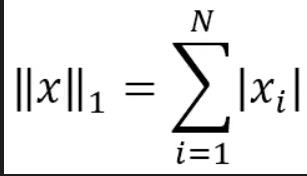 ‖x‖₁ = ∑_{i=1}^{N} |xᵢ|